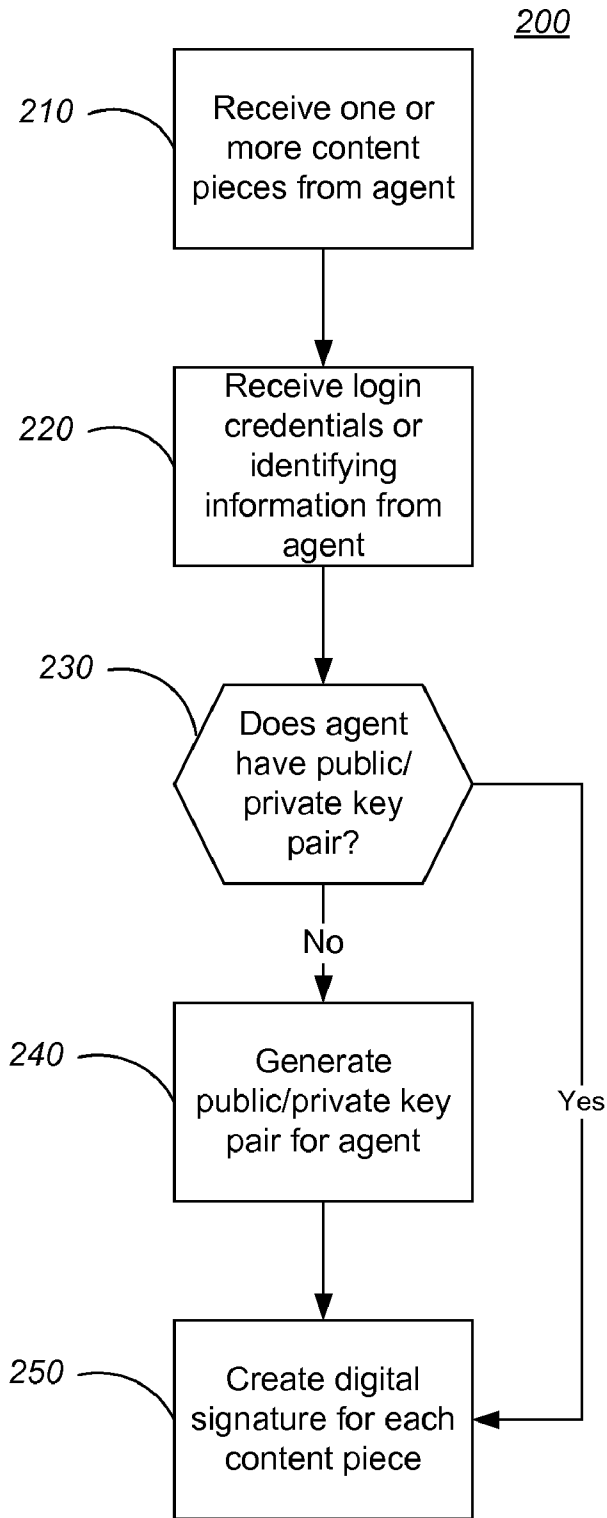 200
210
Receive one or
more content
pieces from agent
220
Receive login
credentials or
identifying
information from
agent
230
Does agent
have public/
private key
pair?
No
240
Generate
public/private key
pair for agent
Yes
250
Create digital
signature for each
content piece